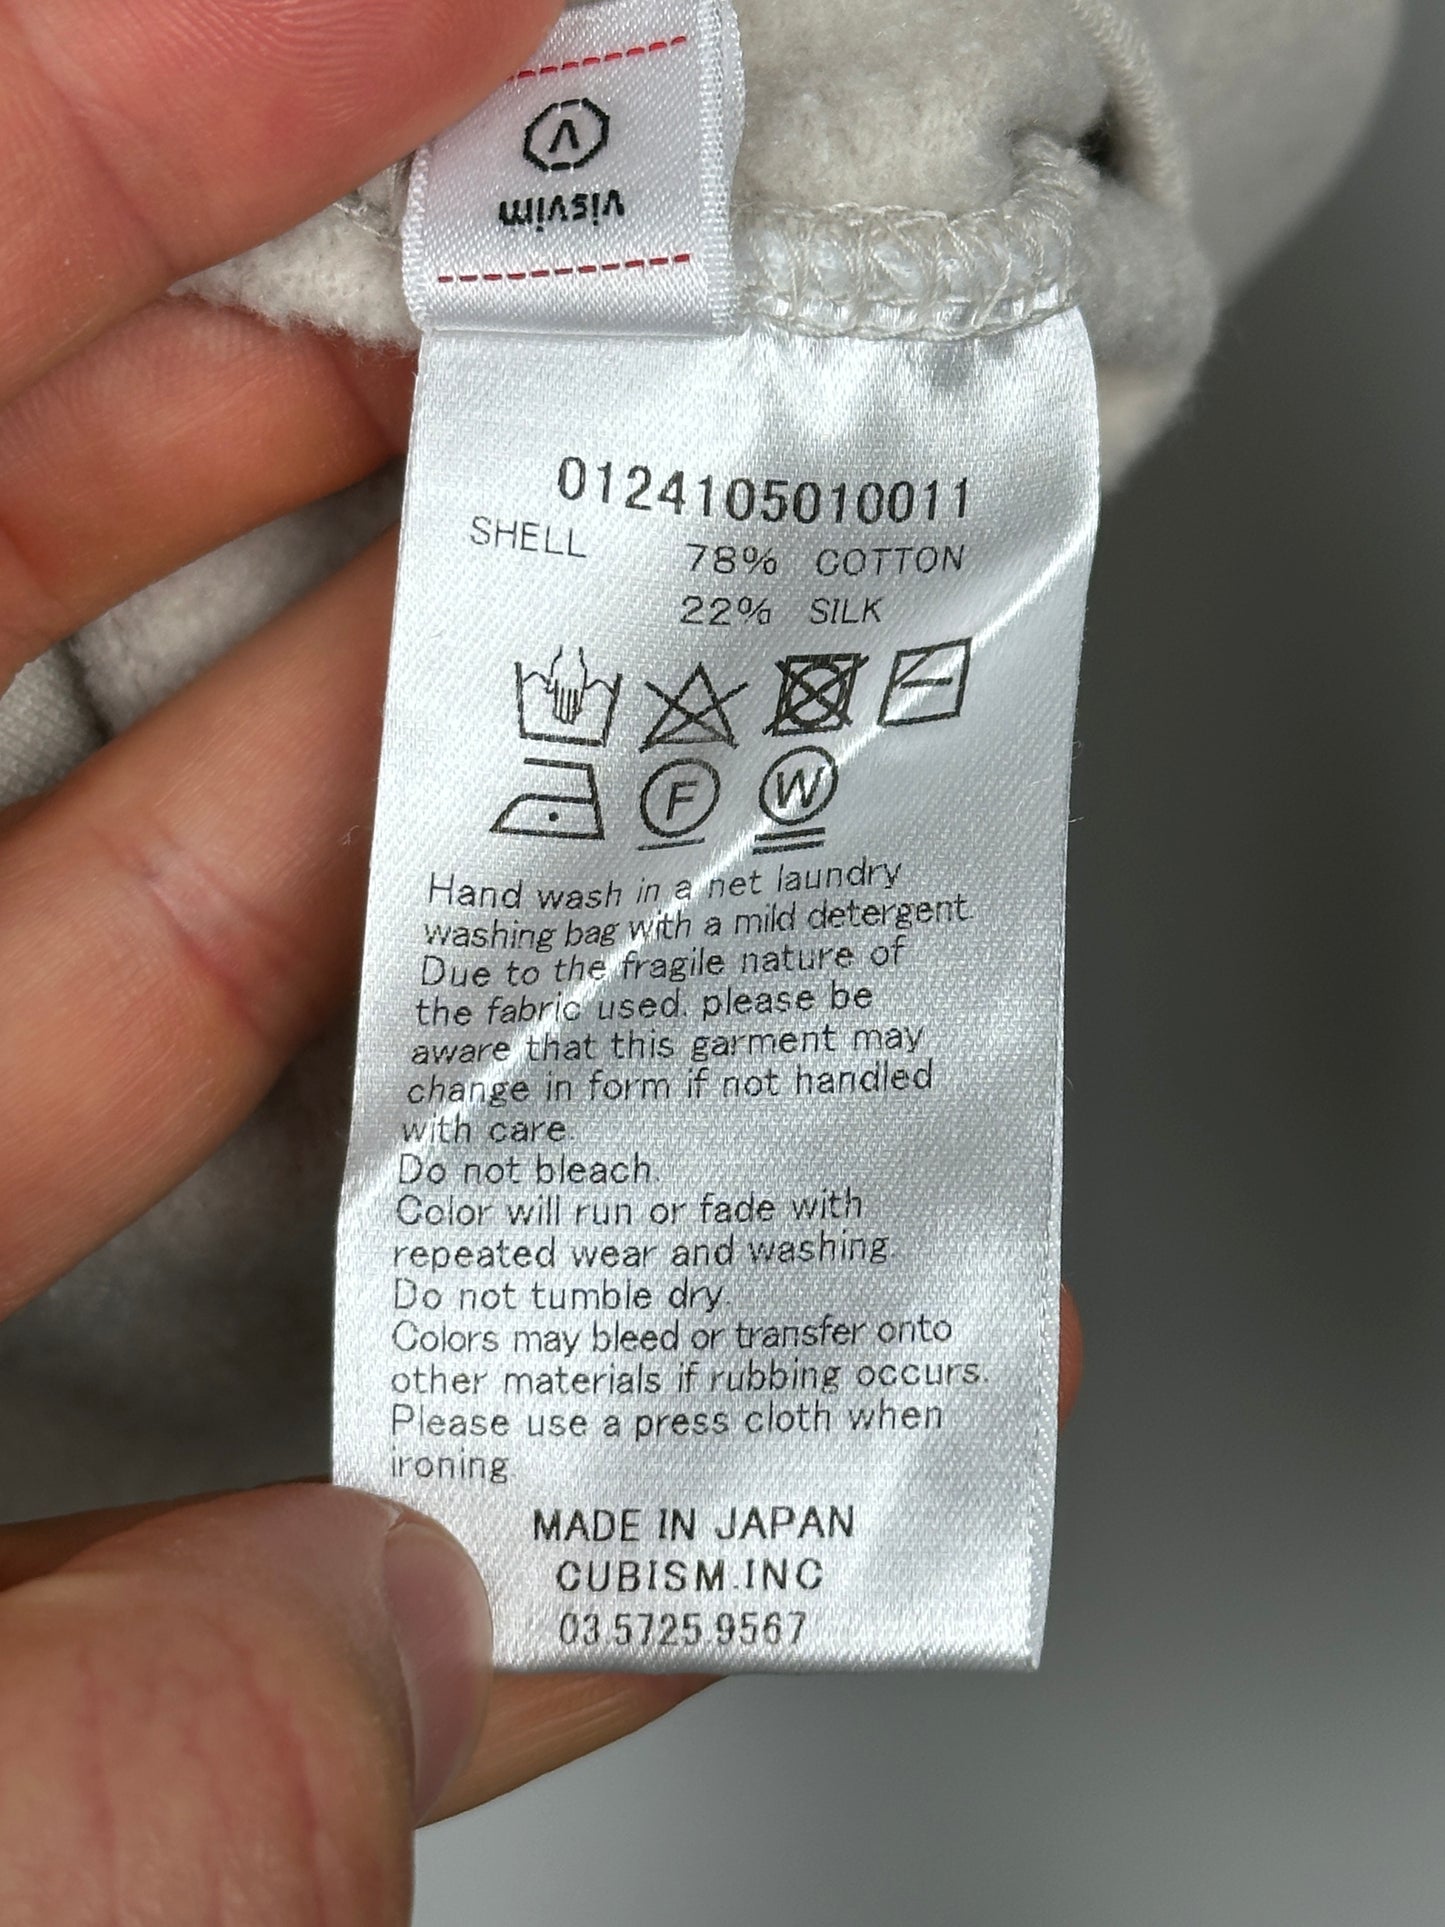 visvim
0124105010011
SHELL 78% COTTON
22% SILK
F W
Hand wash in a net laundry
washing bag with a mild detergent.
Due to the fragile nature of
the fabric used. please be
aware that this garment may
change in form if not handled
with care.
Do not bleach.
Color will run or fade with
repeated wear and washing.
Do not tumble dry.
Colors may bleed or transfer onto
other materials if rubbing occurs.
Please use a press cloth when
ironing.
MADE IN JAPAN
CUBISM.INC
03.5725.9567